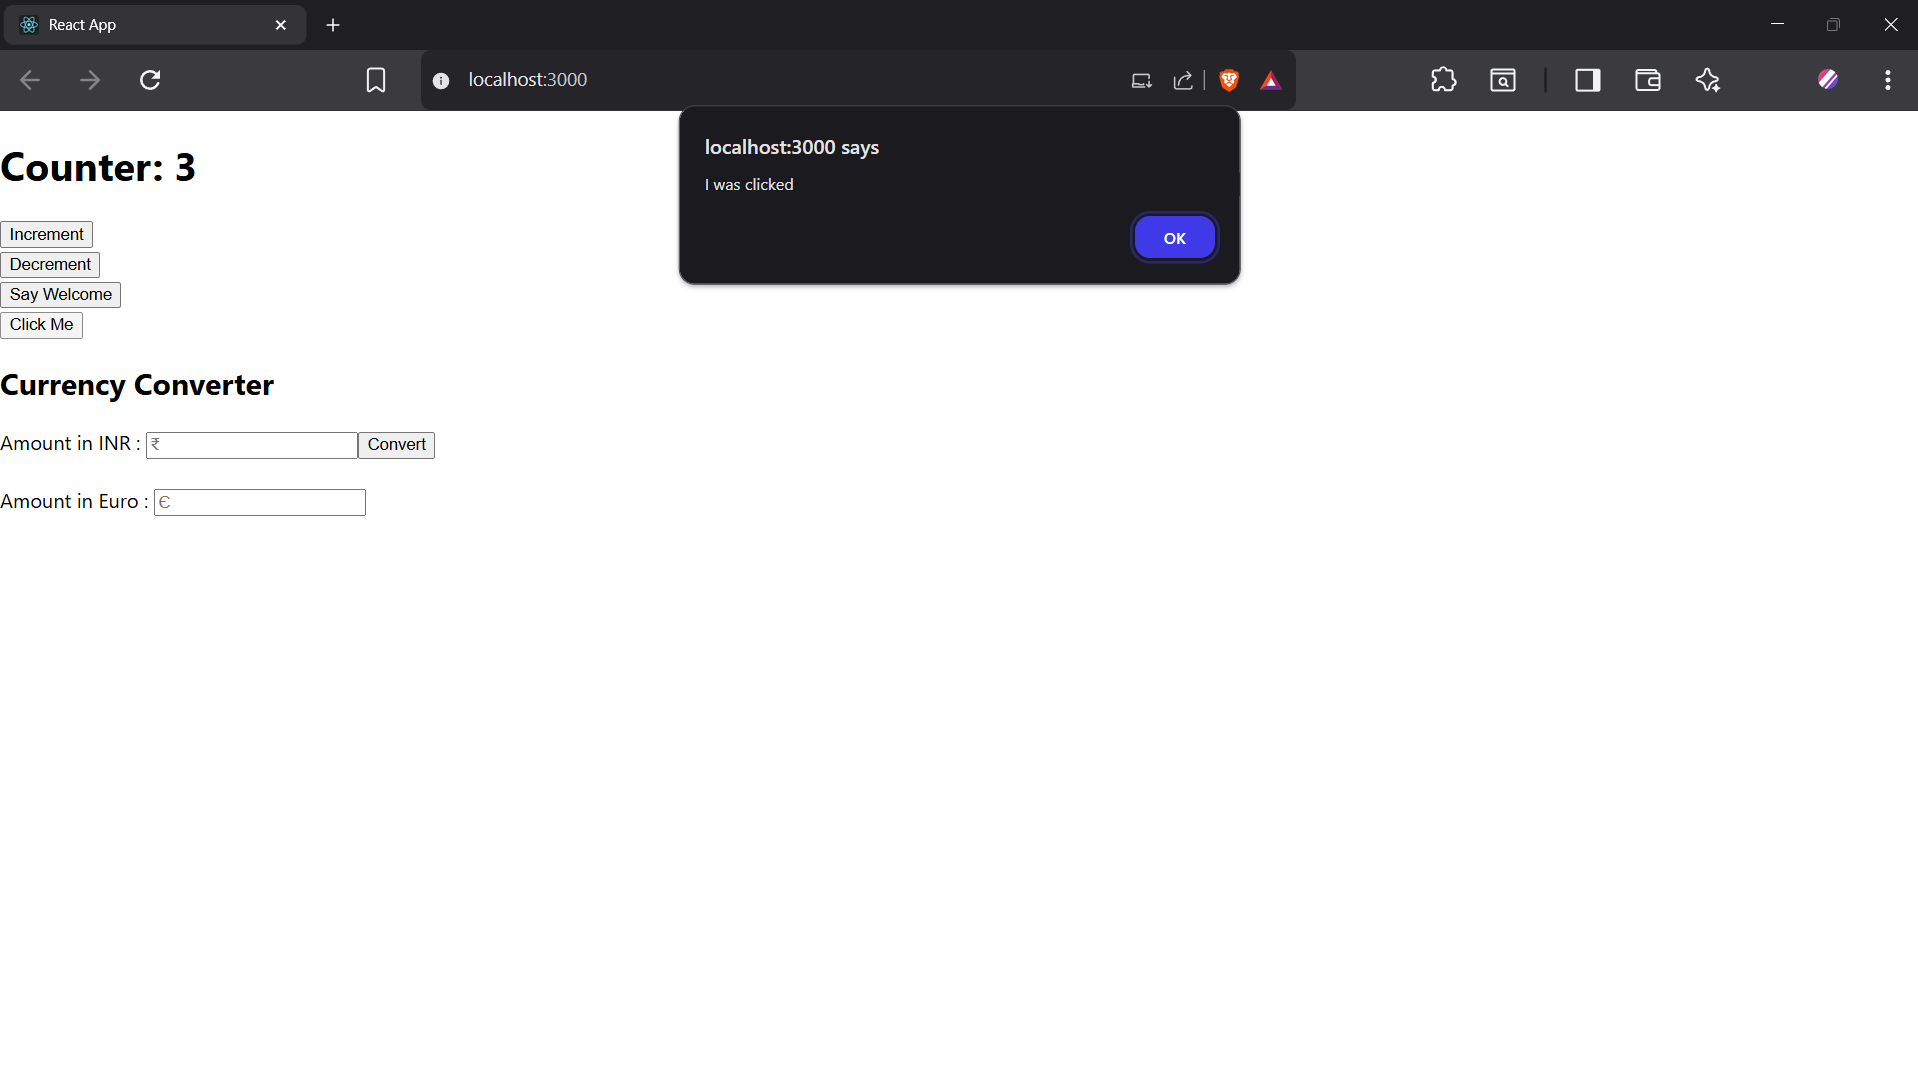 React App
localhost:3000
localhost:3000 says
I was clicked
OK
Counter: 3
Increment
Decrement
Say Welcome
Click Me
Currency Converter
Amount in INR : ₹ Convert
Amount in Euro : Є